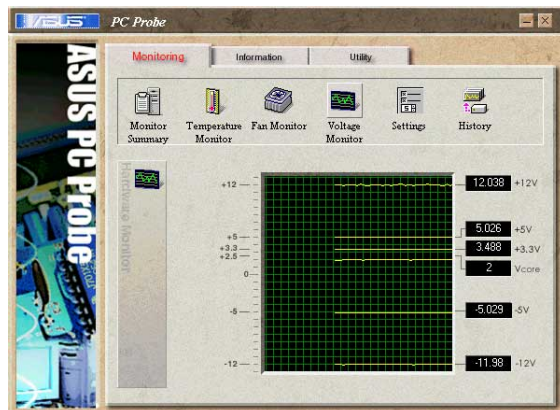 ASUS
PC Probe
ASUS PC Probe
Monitoring
Information
Utility
Monitor
Summary
Temperature
Monitor
Fan Monitor
Voltage
Monitor
Settings
History
Hardware Monitor
+12
+5
+3.3
+2.5
0
-5
-12
12.038 +12V
5.026 +5V
3.488 +3.3V
2 Vcore
-5.029 -5V
-11.98 -12V